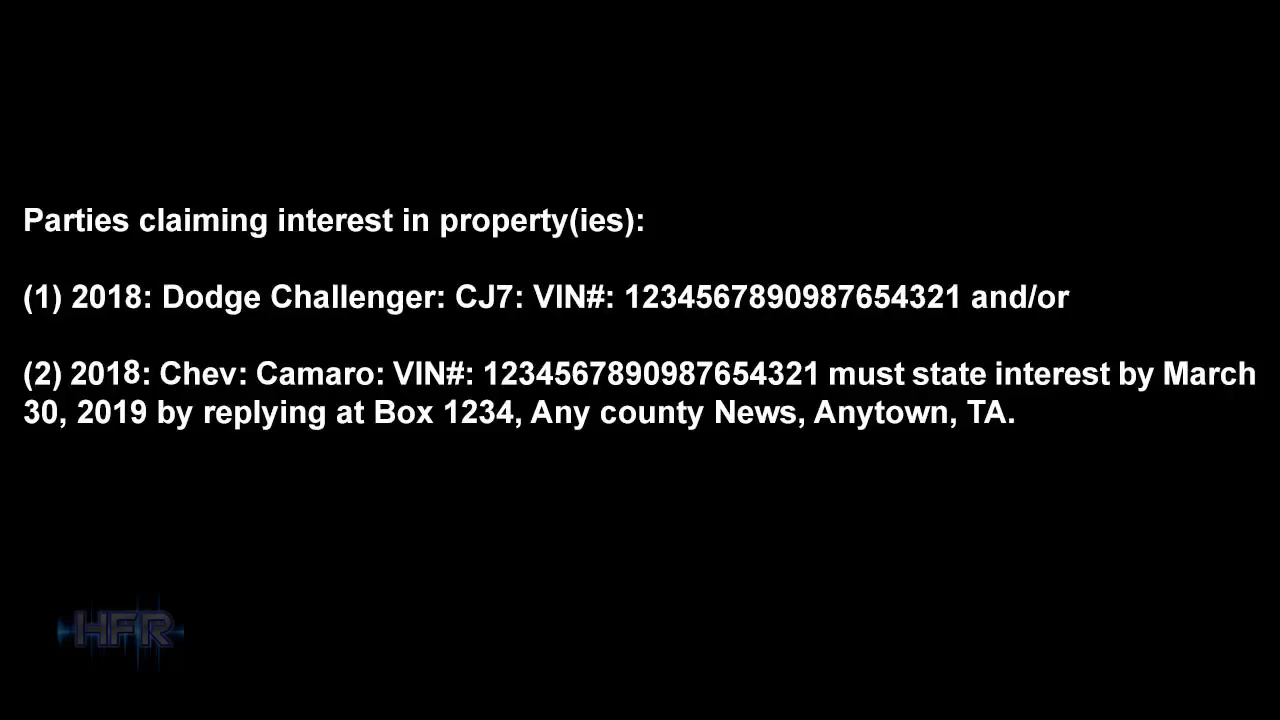 Parties claiming interest in property(ies):
(1) 2018: Dodge Challenger: CJ7: VIN#: 1234567890987654321 and/or
(2) 2018: Chev: Camaro: VIN#: 1234567890987654321 must state interest by March
30, 2019 by replying at Box 1234, Any county News, Anytown, TA.
HFR